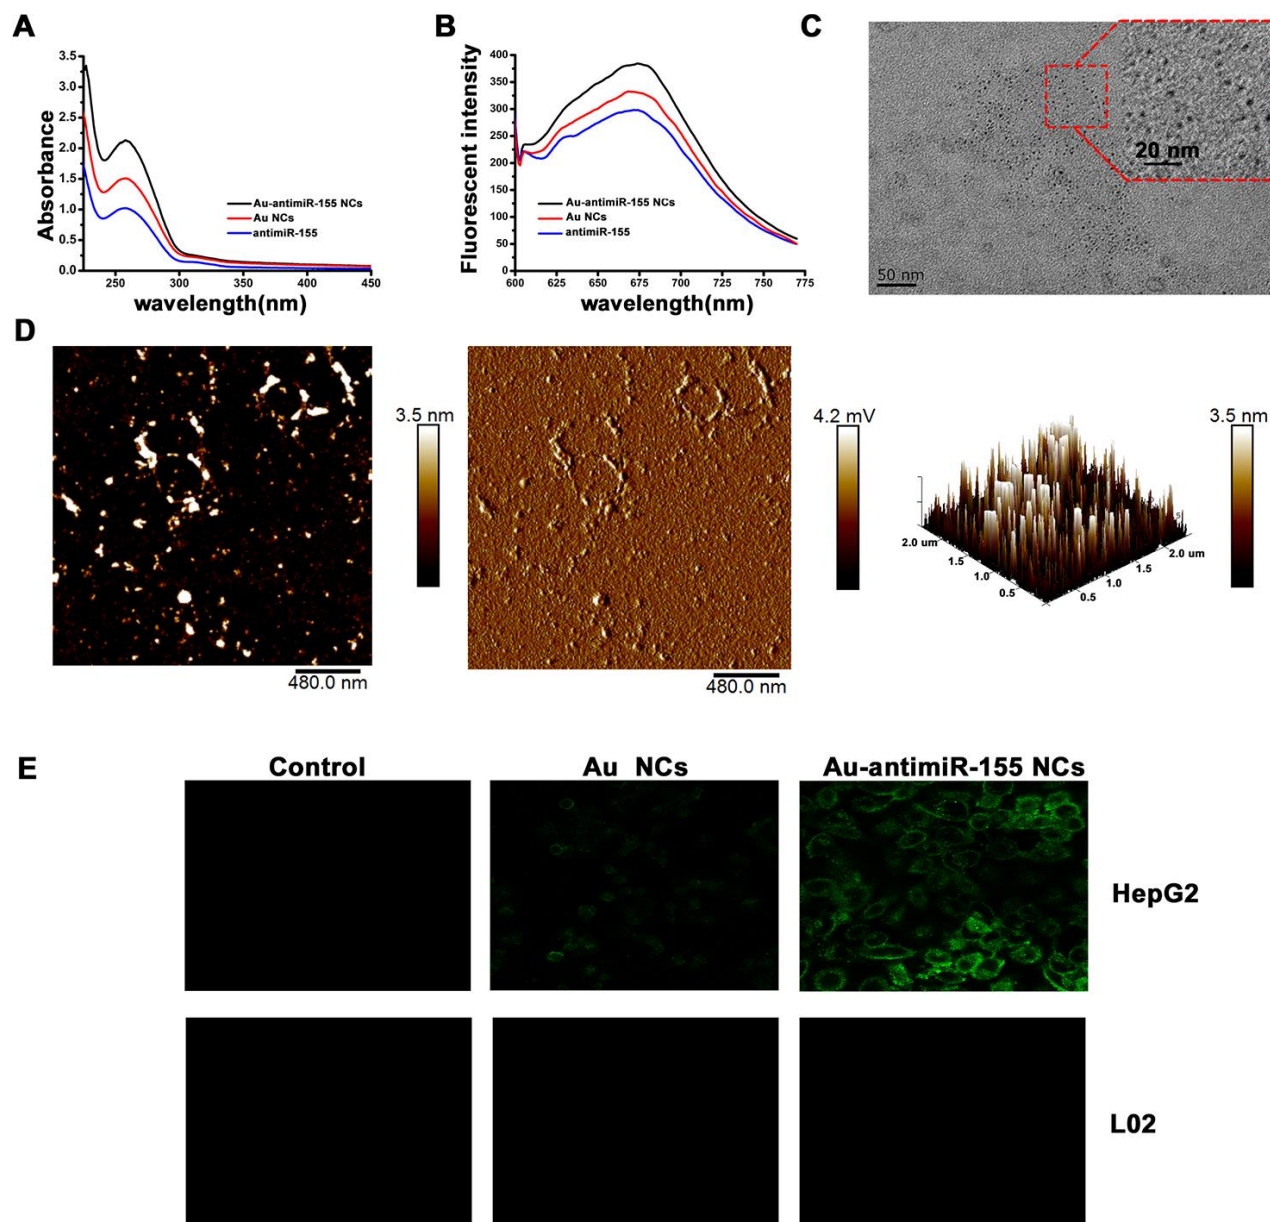 A
3.5
3.0
2.5
2.0
1.5
1.0
0.5
0.0
Absorbance
250 300 350 400 450
wavelength(nm)
Au-antimiR-155 NCs
Au NCs
antimiR-155
B
400
350
300
250
200
150
100
50
0
Fluorescent intensity
600 625 650 675 700 725 750 775
wavelength(nm)
Au-antimiR-155 NCs
Au NCs
antimiR-155
C
20 nm
50 nm
D
3.5 nm
480.0 nm
4.2 mV
480.0 nm
3.5 nm
2.0 um
1.5
1.0
0.5
0.5
1.0
1.5
2.0 um
E
Control Au NCs Au-antimiR-155 NCs
HepG2
L02